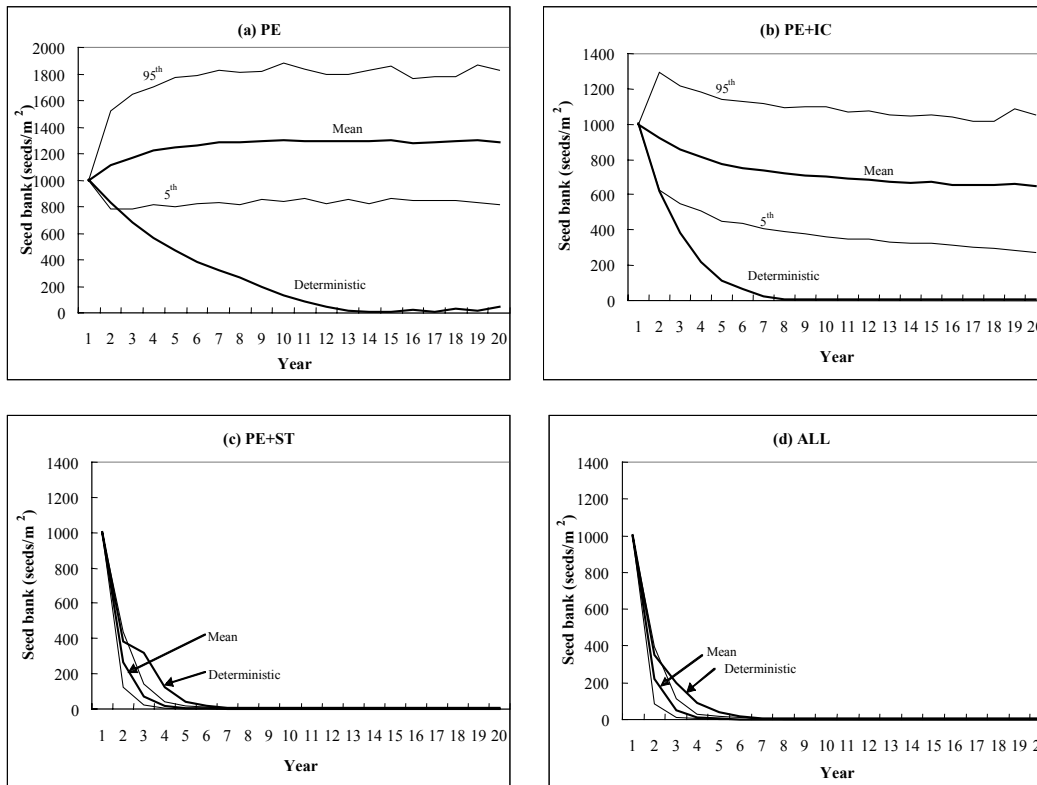 (a) PE
Seed bank (seeds/m²)
2000
1800
1600
1400
1200
1000
800
600
400
200
0
95th
Mean
5th
Deterministic
1 2 3 4 5 6 7 8 9 10 11 12 13 14 15 16 17 18 19 20
Year
(b) PE+IC
Seed bank (seeds/m²)
1400
1200
1000
800
600
400
200
0
95th
Mean
5th
Deterministic
1 2 3 4 5 6 7 8 9 10 11 12 13 14 15 16 17 18 19 20
Year
(c) PE+ST
Seed bank (seeds/m²)
1400
1200
1000
800
600
400
200
0
Mean
Deterministic
1 2 3 4 5 6 7 8 9 10 11 12 13 14 15 16 17 18 19 20
Year
(d) ALL
Seed bank (seeds/m²)
1400
1200
1000
800
600
400
200
0
Mean
Deterministic
1 2 3 4 5 6 7 8 9 10 11 12 13 14 15 16 17 18 19 2
Year